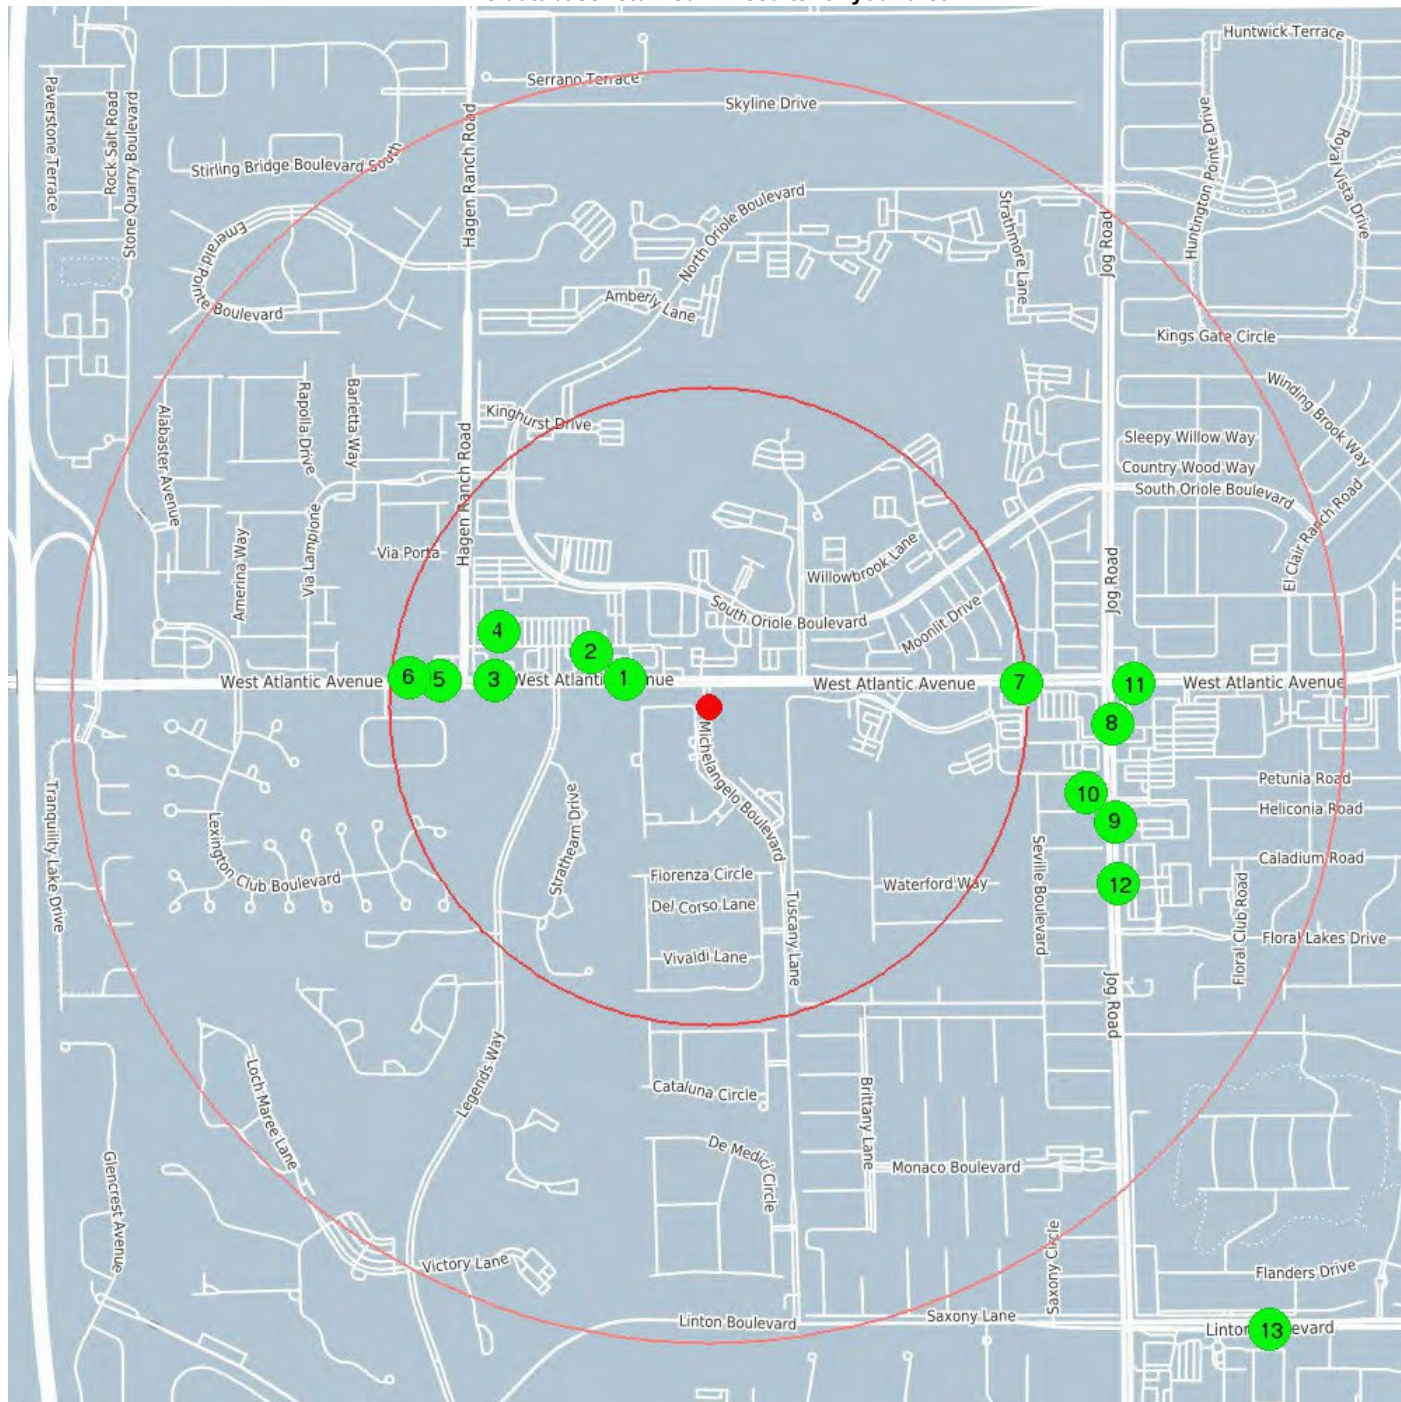 Huntwick Terrace
Serrano Terrace
Skyline Drive
Paverstone Terrace
Rock Salt Road
Stone Quarry Boulevard
Hagen Ranch Road
Stirling Bridge Boulevard South
Huntington Pointe Drive
Royal Vista Drive
North Oriole Boulevard
Strathmore Lane
Jog Road
Emerald Pointe Boulevard
Amberly Lane
Kings Gate Circle
Alabaster Avenue
Rapolla Drive
Barletta Way
Kinghurst Drive
Hagen Ranch Road
Winding Brook Way
Sleepy Willow Way
Country Wood Way
South Oriole Boulevard
El Clair Ranch Road
Amerina Way
Via Lampione
Via Porta
Willowbrook Lane
Jog Road
South Oriole Boulevard
Moonlit Drive
4
2
West Atlantic Avenue
6
5
3
West Atlantic Avenue
1
West Atlantic Avenue
7
11
West Atlantic Avenue
8
Michelangelo Boulevard
Tranquility Lake Drive
Lexington Club Boulevard
Strathearn Drive
10
9
Petunia Road
Heliconia Road
Seville Boulevard
Caladium Road
Fiorenza Circle
Waterford Way
12
Del Corso Lane
Tuscany Lane
Floral Club Road
Floral Lakes Drive
Vivaldi Lane
Jog Road
Legends Way
Loch Maree Lane
Cataluna Circle
Brittany Lane
Glencrest Avenue
De Medici Circle
Monaco Boulevard
Saxony Circle
Victory Lane
Flanders Drive
Linton Boulevard
Saxony Lane
13